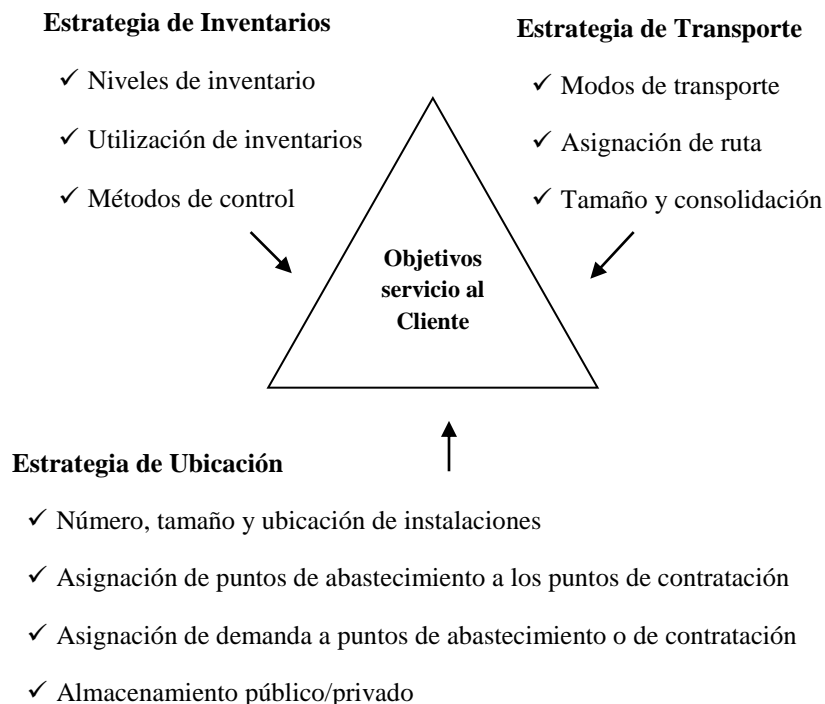 Estrategia de Inventarios
✓ Niveles de inventario
✓ Utilización de inventarios
✓ Métodos de control
Estrategia de Transporte
✓ Modos de transporte
✓ Asignación de ruta
✓ Tamaño y consolidación
Objetivos
servicio al
Cliente
Estrategia de Ubicación
✓ Número, tamaño y ubicación de instalaciones
✓ Asignación de puntos de abastecimiento a los puntos de contratación
✓ Asignación de demanda a puntos de abastecimiento o de contratación
✓ Almacenamiento público/privado